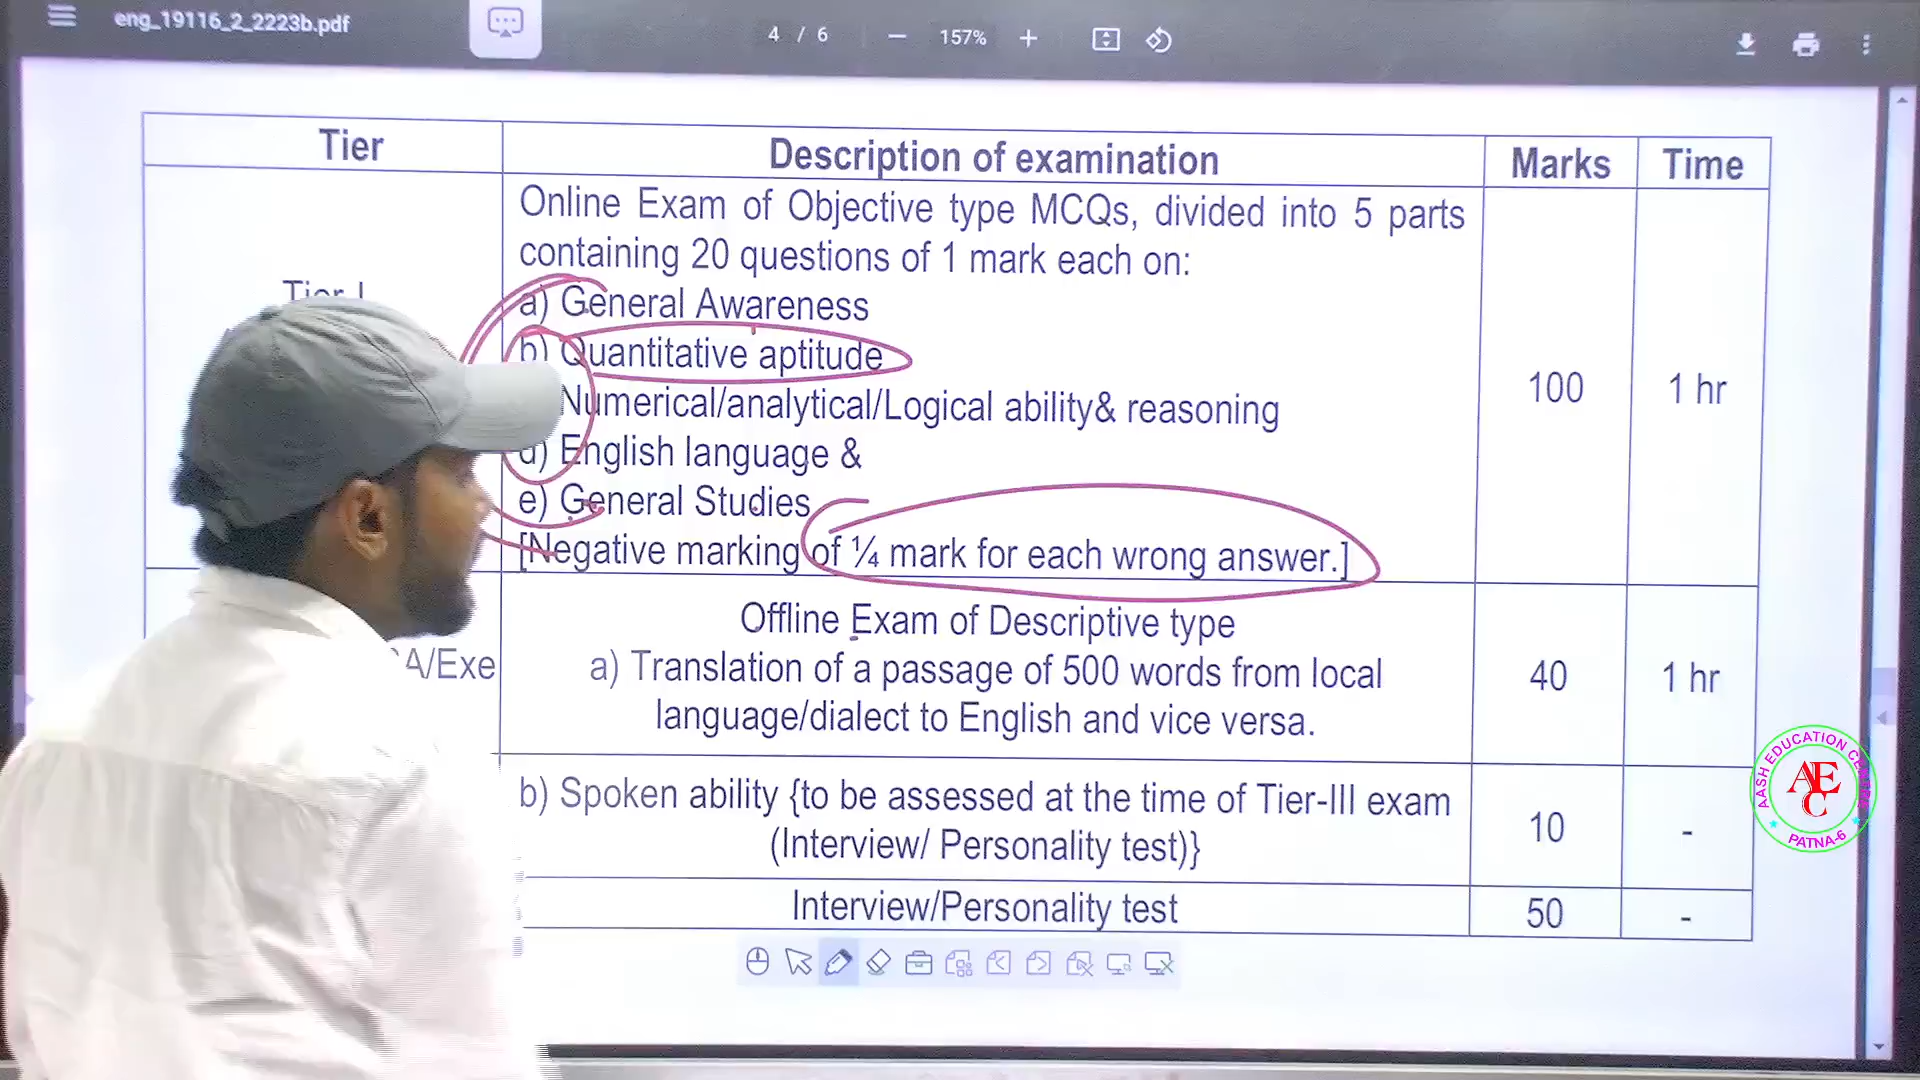 eng_19116_2_2223b.pdf
4 / 6
157%
Tier
Description of examination
Marks
Time
Tier I
Online Exam of Objective type MCQs, divided into 5 parts
containing 20 questions of 1 mark each on:
a) General Awareness
b) Quantitative aptitude
Numerical/analytical/Logical ability& reasoning
d) English language &
e) General Studies
[Negative marking of ¼ mark for each wrong answer.]
100
1 hr
A/Exe
Offline Exam of Descriptive type
a) Translation of a passage of 500 words from local
language/dialect to English and vice versa.
40
1 hr
b) Spoken ability {to be assessed at the time of Tier-III exam
(Interview/ Personality test)}
10
-
Interview/Personality test
50
-
AASH EDUCATION CENTRE
AEC
PATNA-6